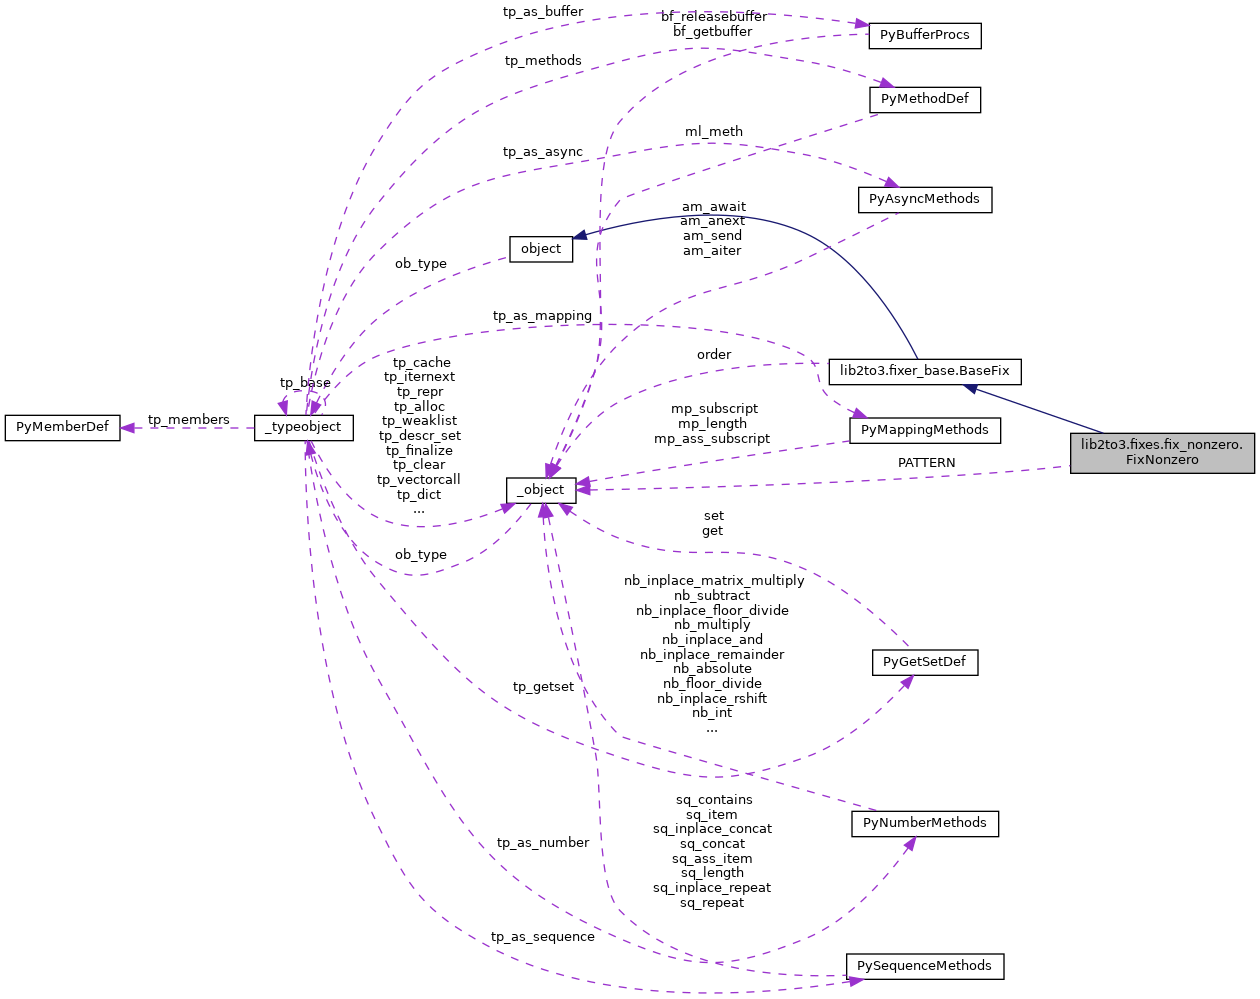 tp_as_buffer
bf_releasebuffer
bf_getbuffer
PyBufferProcs
tp_methods
PyMethodDef
ml_meth
tp_as_async
PyAsyncMethods
am_await
am_anext
am_send
am_aiter
object
ob_type
tp_as_mapping
order
lib2to3.fixer_base.BaseFix
tp_base
tp_cache
tp_iternext
tp_repr
tp_alloc
tp_weaklist
tp_descr_set
tp_finalize
tp_clear
tp_vectorcall
tp_dict
...
PyMemberDef
tp_members
_typeobject
mp_subscript
mp_length
mp_ass_subscript
PyMappingMethods
lib2to3.fixes.fix_nonzero.
FixNonzero
PATTERN
_object
set
get
ob_type
nb_inplace_matrix_multiply
nb_subtract
nb_inplace_floor_divide
nb_multiply
nb_inplace_and
nb_inplace_remainder
nb_absolute
nb_floor_divide
nb_inplace_rshift
nb_int
...
PyGetSetDef
tp_getset
sq_contains
sq_item
sq_inplace_concat
sq_concat
sq_ass_item
sq_length
sq_inplace_repeat
sq_repeat
PyNumberMethods
tp_as_number
tp_as_sequence
PySequenceMethods